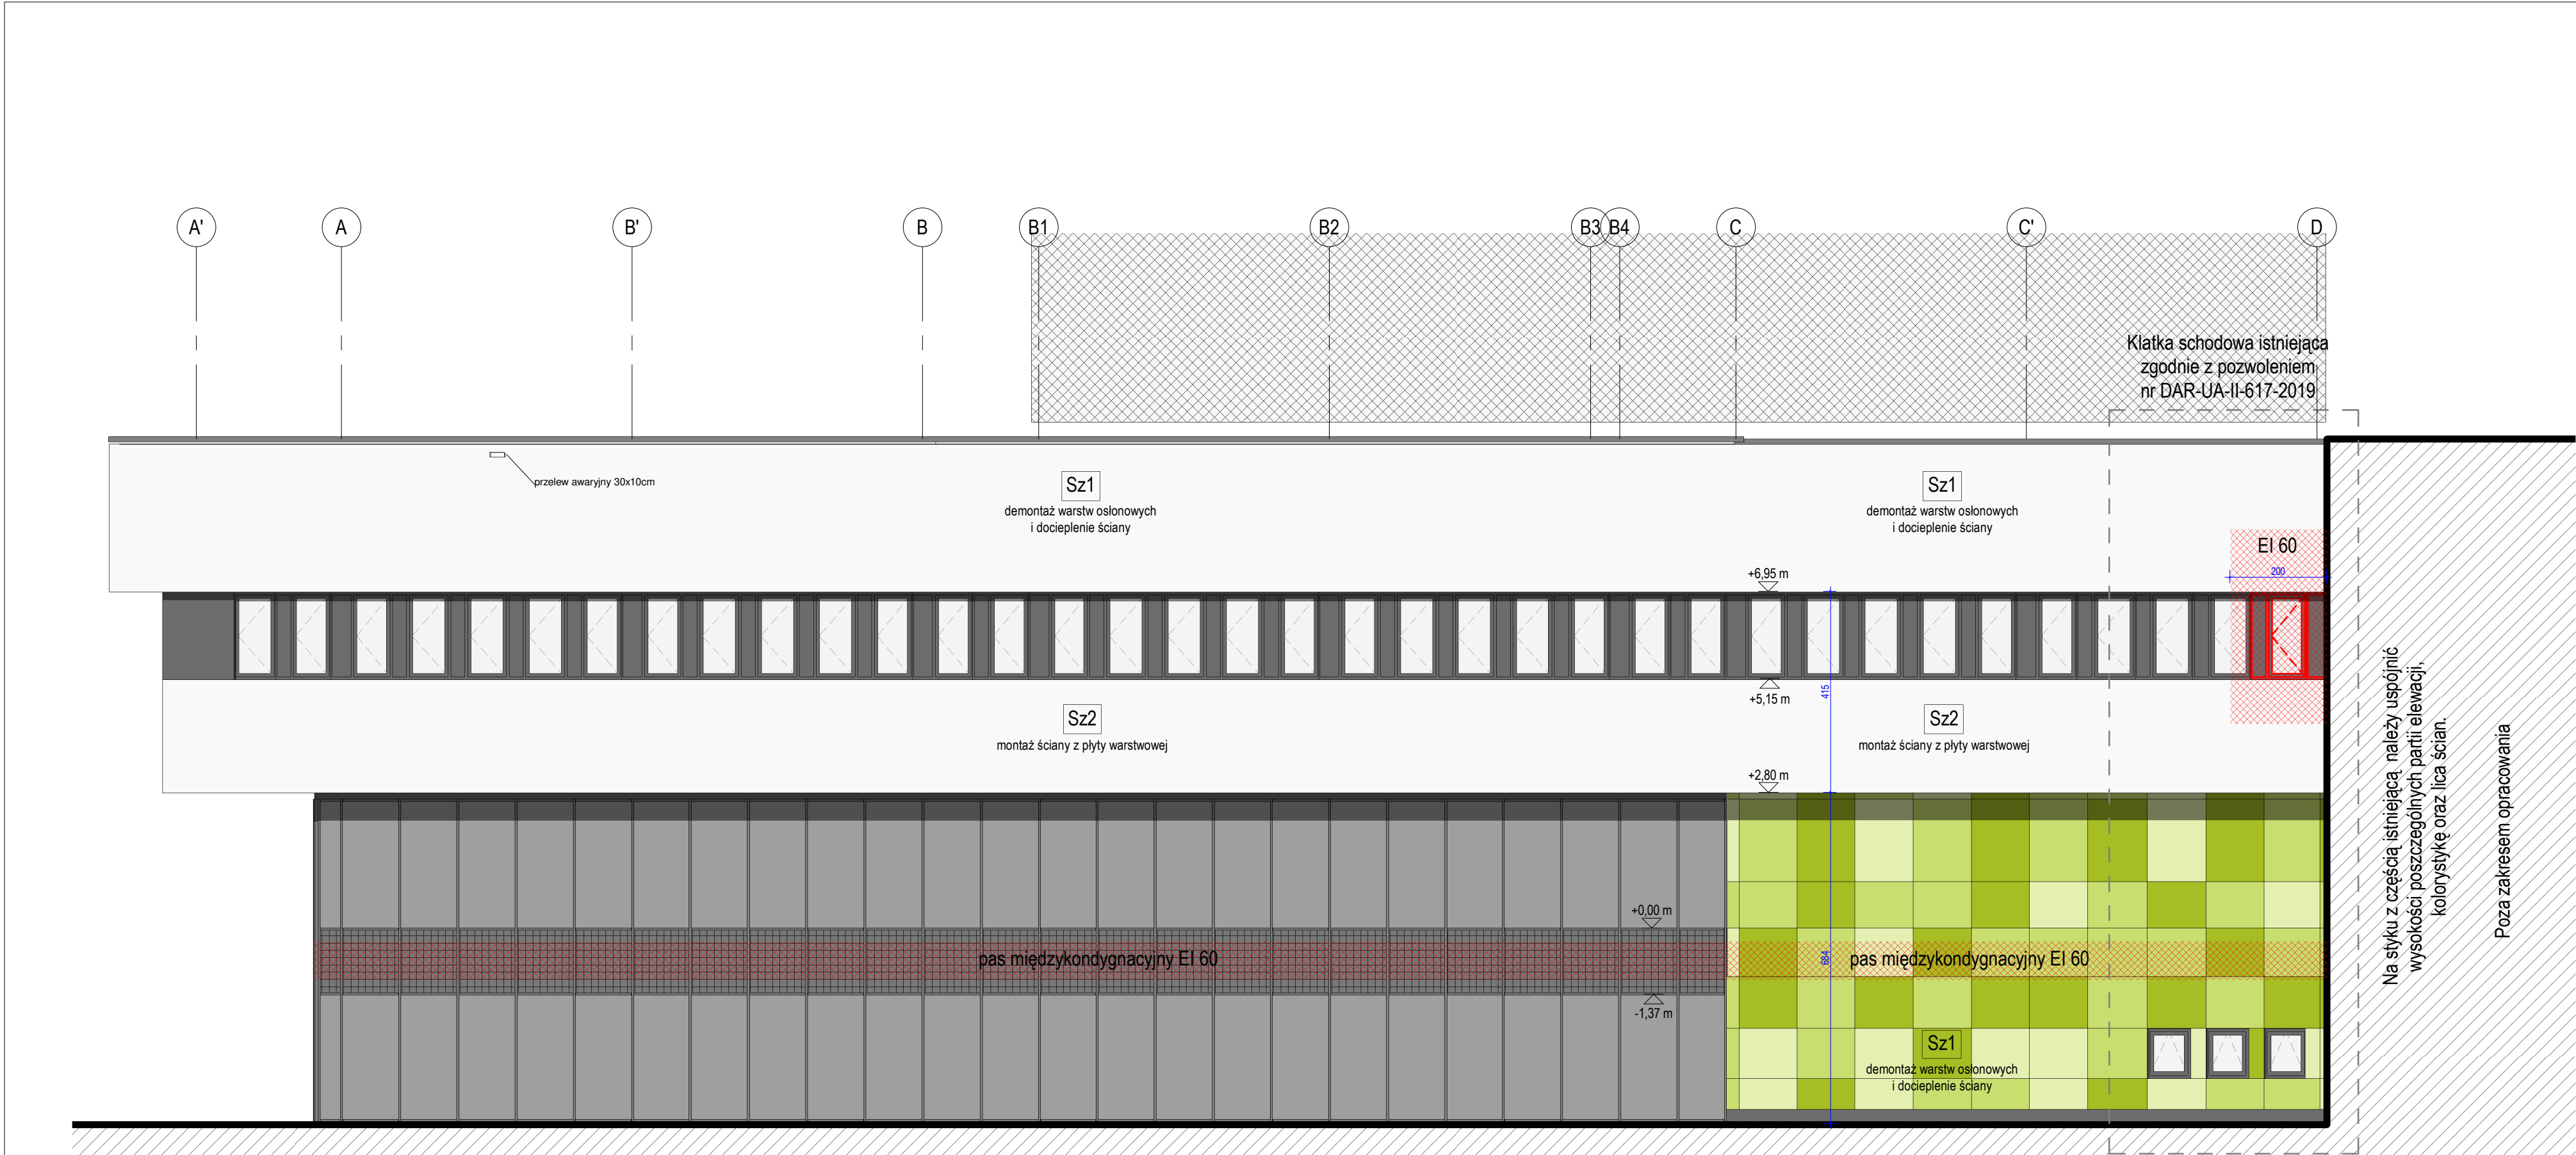 A'
A
B'
B
B1
B2
B3
B4
C
C'
D
Klatka schodowa istniejąca
zgodnie z pozwoleniem
nr DAR-UA-II-617-2019
przelew awaryjny 30x10cm
Sz1
demontaż warstw osłonowych
i docieplenie ściany
Sz1
demontaż warstw osłonowych
i docieplenie ściany
EI 60
200
+6,95 m
+5,15 m
415
Sz2
montaż ściany z płyty warstwowej
Sz2
montaż ściany z płyty warstwowej
+2,80 m
+0,00 m
pas międzykondygnacyjny EI 60
684
pas międzykondygnacyjny EI 60
-1,37 m
Sz1
demontaż warstw osłonowych
i docieplenie ściany
Na styku z częścią istniejącą należy uspójnić
wysokości poszczególnych partii elewacji,
kolorystykę oraz lica ścian.
Poza zakresem opracowania